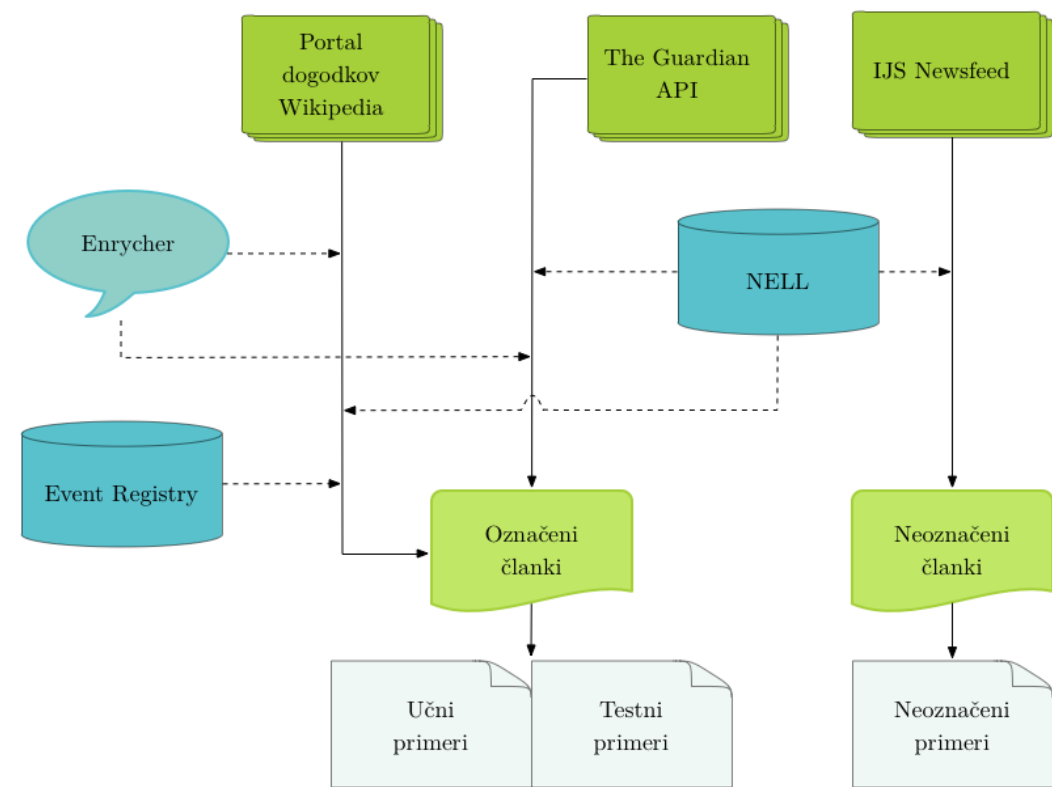 Portal
dogodkov
Wikipedia
The Guardian
API
IJS Newsfeed
Enrycher
NELL
Event Registry
Označeni
članki
Neoznačeni
članki
Učni
primeri
Testni
primeri
Neoznačeni
primeri